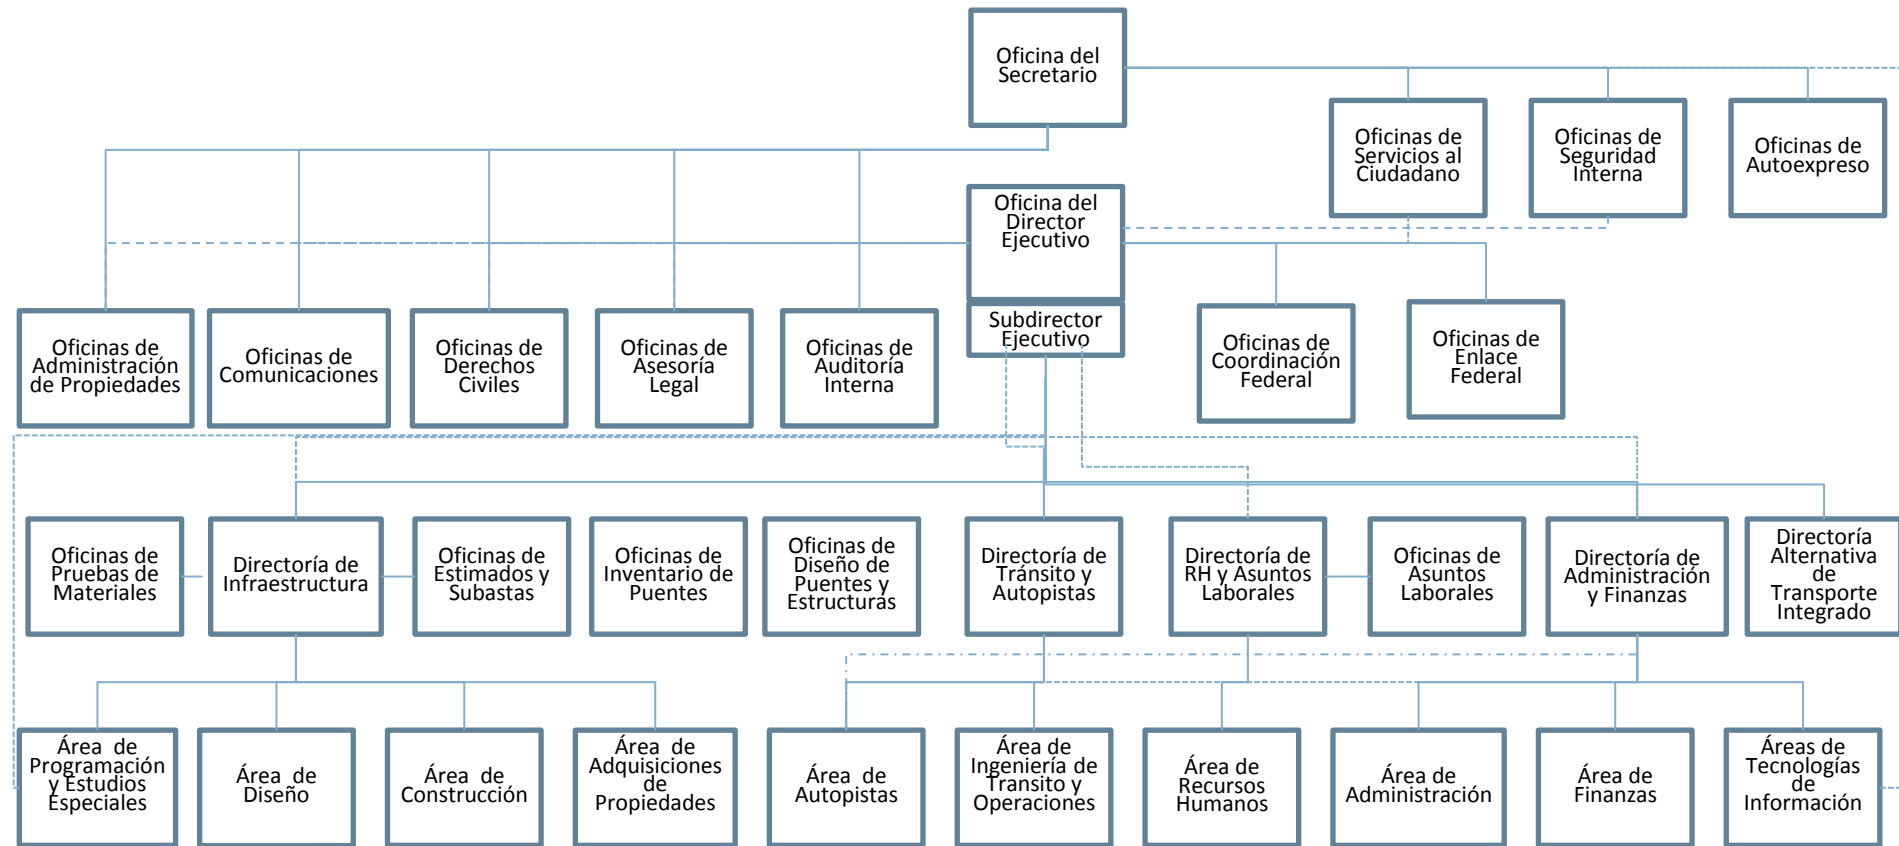 Oficina del
Secretario
Oficinas de
Servicios al
Ciudadano
Oficinas de
Seguridad
Interna
Oficinas de
Autoexpreso
Oficina del
Director
Ejecutivo
Subdirector
Ejecutivo
Oficinas de
Administración
de Propiedades
Oficinas de
Comunicaciones
Oficinas de
Derechos
Civiles
Oficinas de
Asesoría
Legal
Oficinas de
Auditoría
Interna
Oficinas de
Coordinación
Federal
Oficinas de
Enlace
Federal
Oficinas de
Pruebas de
Materiales
Directoría de
Infraestructura
Oficinas de
Estimados y
Subastas
Oficinas de
Inventario de
Puentes
Oficinas de
Diseño de
Puentes y
Estructuras
Directoría de
Tránsito y
Autopistas
Directoría de
RH y Asuntos
Laborales
Oficinas de
Asuntos
Laborales
Directoría de
Administración
y Finanzas
Directoría
Alternativa
de
Transporte
Integrado
Área de
Programación
y Estudios
Especiales
Área de
Diseño
Área de
Construcción
Área de
Adquisiciones
de
Propiedades
Área de
Autopistas
Área de
Ingeniería de
Transito y
Operaciones
Área de
Recursos
Humanos
Área de
Administración
Área de
Finanzas
Áreas de
Tecnologías
de
Información